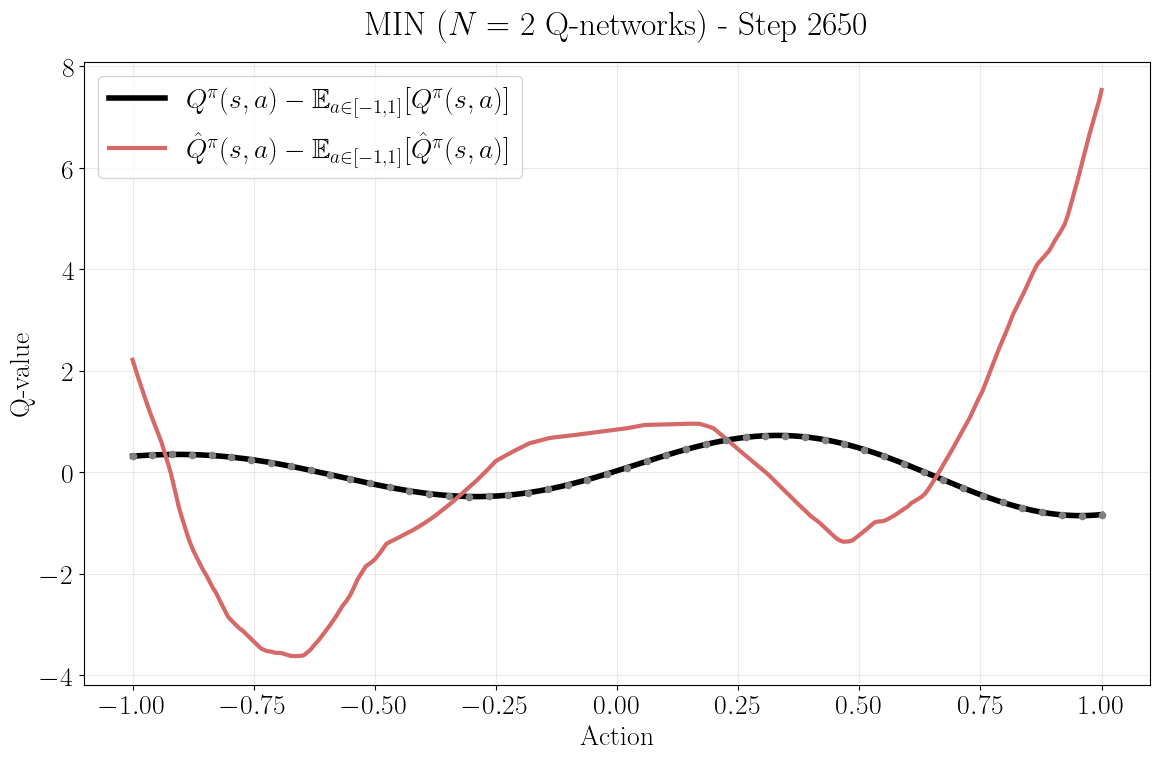 MIN (N = 2 Q-networks) - Step 2650
Q^π(s, a) − 𝔼_{a∈[−1,1]}[Q^π(s, a)]
Q̂^π(s, a) − 𝔼_{a∈[−1,1]}[Q̂^π(s, a)]
Q-value
8
6
4
2
0
−2
−4
−1.00 −0.75 −0.50 −0.25 0.00 0.25 0.50 0.75 1.00
Action